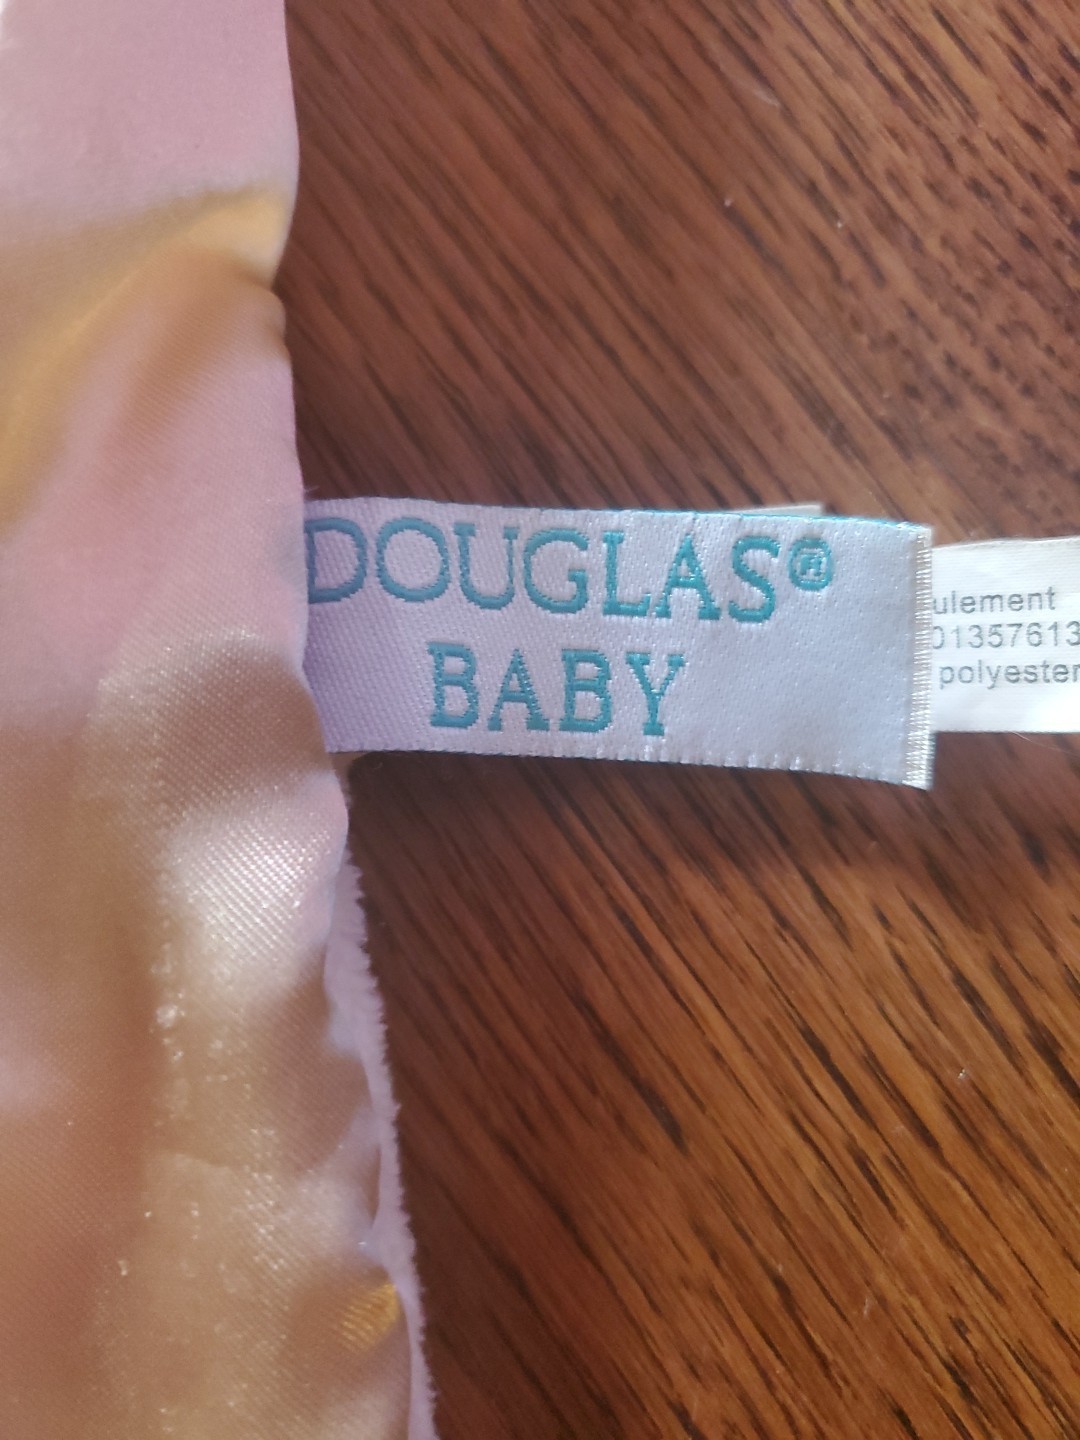 DOUGLAS®
BABY
ulement
01357613
polyester